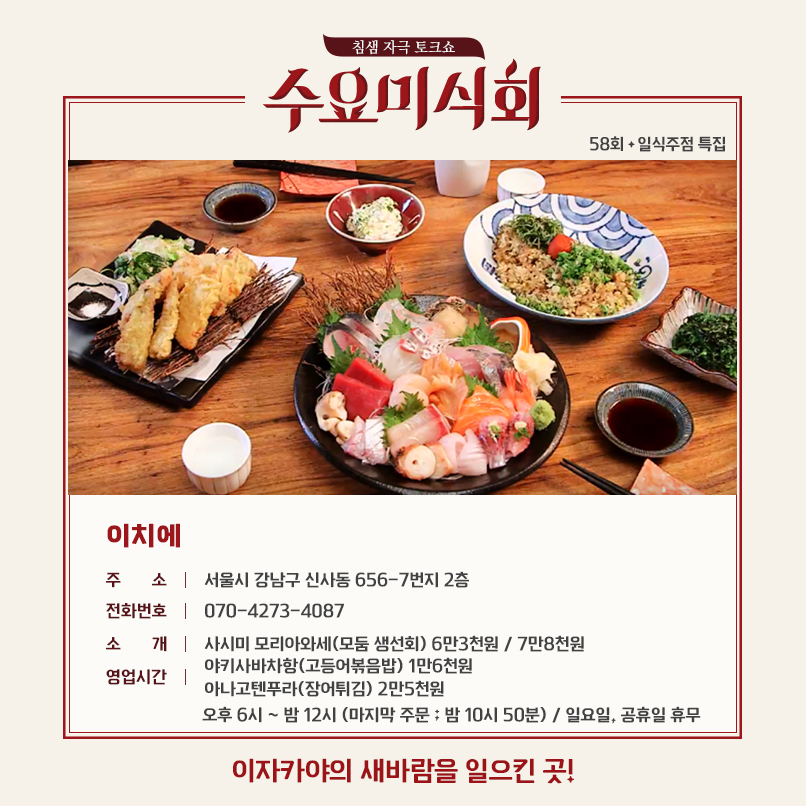 침샘 자극 토크쇼
수요미식회
58회 + 일식주점 특집
이치에
주 소 | 서울시 강남구 신사동 656-7번지 2층
전화번호 | 070-4273-4087
소 개 | 사시미 모리아와세(모둠 생선회) 6만3천원 / 7만8천원
야키사바차항(고등어볶음밥) 1만6천원
영업시간 |
아나고텐푸라(장어튀김) 2만5천원
오후 6시 ~ 밤 12시 (마지막 주문 ; 밤 10시 50분) / 일요일, 공휴일 휴무
이자카야의 새바람을 일으킨 곳!